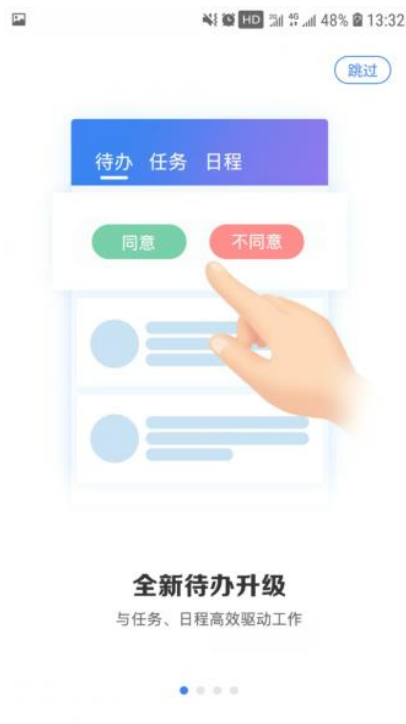 HD 4G 48% 13:32
跳过
待办 任务 日程
同意 不同意
全新待办升级
与任务、日程高效驱动工作